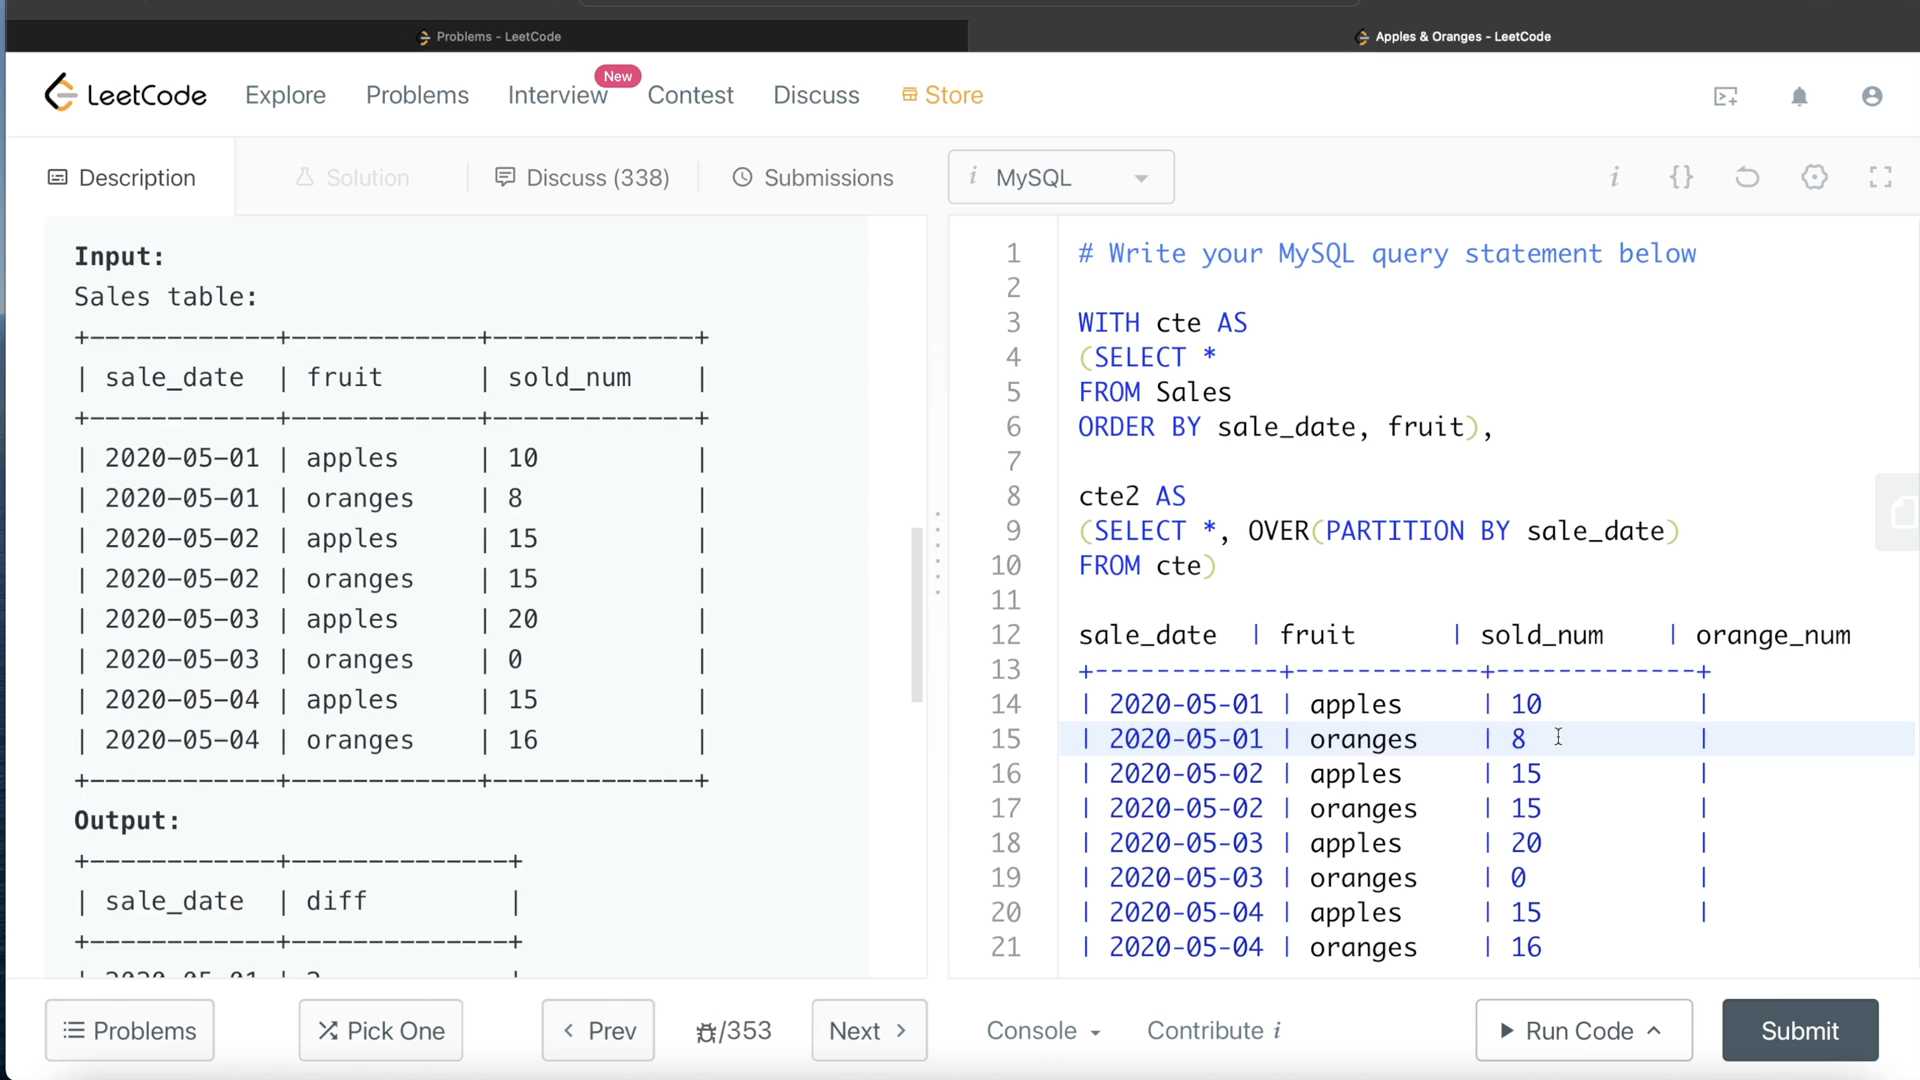 Problems - LeetCode
Apples & Oranges - LeetCode
LeetCode Explore Problems Interview New Contest Discuss Store
Description Solution Discuss (338) Submissions i MySQL i {}
Input:
Sales table:
+------------+------------+-------------+
| sale_date | fruit | sold_num |
+------------+------------+-------------+
| 2020-05-01 | apples | 10 |
| 2020-05-01 | oranges | 8 |
| 2020-05-02 | apples | 15 |
| 2020-05-02 | oranges | 15 |
| 2020-05-03 | apples | 20 |
| 2020-05-03 | oranges | 0 |
| 2020-05-04 | apples | 15 |
| 2020-05-04 | oranges | 16 |
+------------+------------+-------------+
Output:
+------------+--------------+
| sale_date | diff |
+------------+--------------+
1 # Write your MySQL query statement below
2
3 WITH cte AS
4 (SELECT *
5 FROM Sales
6 ORDER BY sale_date, fruit),
7
8 cte2 AS
9 (SELECT *, OVER(PARTITION BY sale_date)
10 FROM cte)
11
12 sale_date | fruit | sold_num | orange_num
13 +------------+------------+-------------+
14 | 2020-05-01 | apples | 10 |
15 | 2020-05-01 | oranges | 8 |
16 | 2020-05-02 | apples | 15 |
17 | 2020-05-02 | oranges | 15 |
18 | 2020-05-03 | apples | 20 |
19 | 2020-05-03 | oranges | 0 |
20 | 2020-05-04 | apples | 15 |
21 | 2020-05-04 | oranges | 16
Problems Pick One Prev /353 Next Console Contribute i Run Code Submit